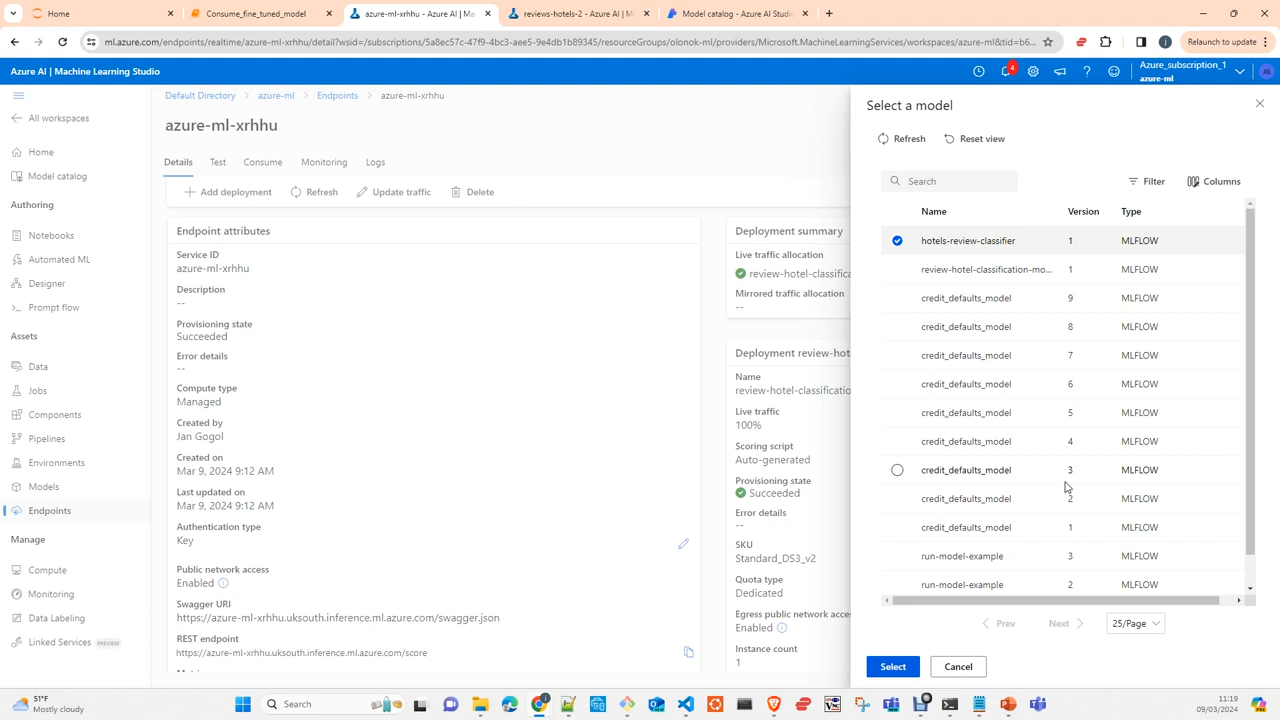 Home
Consume_fine_tuned_model
azure-ml-xrhhu - Azure AI | Ma
reviews-hotels-2 - Azure AI | M
Model catalog - Azure AI Studio
ml.azure.com/endpoints/realtime/azure-ml-xrhhu/detail?wsid=/subscriptions/5a8ec57c-47f9-4bc3-aee5-9e4db1b89345/resourceGroups/olonok-ml/providers/Microsoft.MachineLearningServices/workspaces/azure-ml&tid=b6...
Relaunch to update
Azure AI | Machine Learning Studio
4
Azure_subscription_1
azure-ml
JG
All workspaces
Home
Model catalog
Authoring
Notebooks
Automated ML
Designer
Prompt flow
Assets
Data
Jobs
Components
Pipelines
Environments
Models
Endpoints
Manage
Compute
Monitoring
Data Labeling
Linked Services PREVIEW
Default Directory > azure-ml > Endpoints > azure-ml-xrhhu
azure-ml-xrhhu
Details Test Consume Monitoring Logs
Add deployment Refresh Update traffic Delete
Endpoint attributes
Service ID
azure-ml-xrhhu
Description
--
Provisioning state
Succeeded
Error details
--
Compute type
Managed
Created by
Jan Gogol
Created on
Mar 9, 2024 9:12 AM
Last updated on
Mar 9, 2024 9:12 AM
Authentication type
Key
Public network access
Enabled
Swagger URI
https://azure-ml-xrhhu.uksouth.inference.ml.azure.com/swagger.json
REST endpoint
https://azure-ml-xrhhu.uksouth.inference.ml.azure.com/score
Deployment summary
Live traffic allocation
review-hotel-classifica
Mirrored traffic allocation
--
Deployment review-hot
Name
review-hotel-classification
Live traffic
100%
Scoring script
Auto-generated
Provisioning state
Succeeded
Error details
--
SKU
Standard_DS3_v2
Quota type
Dedicated
Egress public network acce
Enabled
Instance count
1
Select a model
Refresh Reset view
Search
Filter Columns
Name Version Type
hotels-review-classifier 1 MLFLOW
review-hotel-classification-mo... 1 MLFLOW
credit_defaults_model 9 MLFLOW
credit_defaults_model 8 MLFLOW
credit_defaults_model 7 MLFLOW
credit_defaults_model 6 MLFLOW
credit_defaults_model 5 MLFLOW
credit_defaults_model 4 MLFLOW
credit_defaults_model 3 MLFLOW
credit_defaults_model 2 MLFLOW
credit_defaults_model 1 MLFLOW
run-model-example 3 MLFLOW
run-model-example 2 MLFLOW
Prev Next 25/Page
Select Cancel
51°F
Mostly cloudy
Search
11:19
09/03/2024